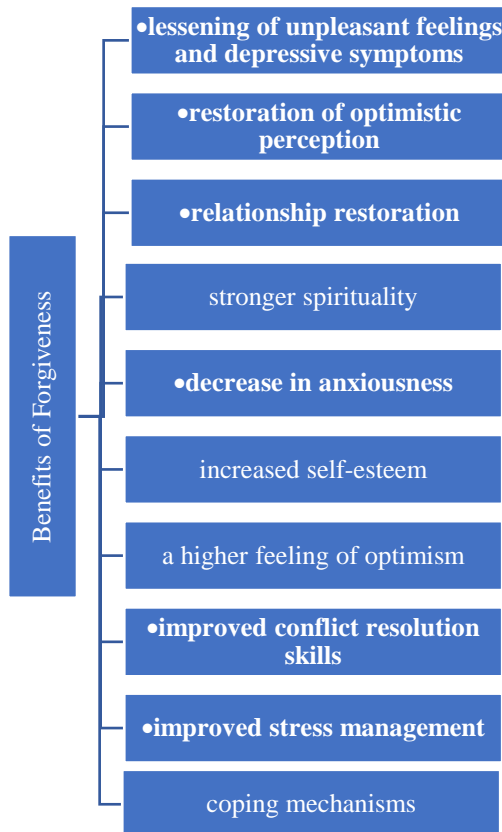 Benefits of Forgiveness
•lessening of unpleasant feelings
and depressive symptoms
•restoration of optimistic
perception
•relationship restoration
stronger spirituality
•decrease in anxiousness
increased self-esteem
a higher feeling of optimism
•improved conflict resolution
skills
•improved stress management
coping mechanisms